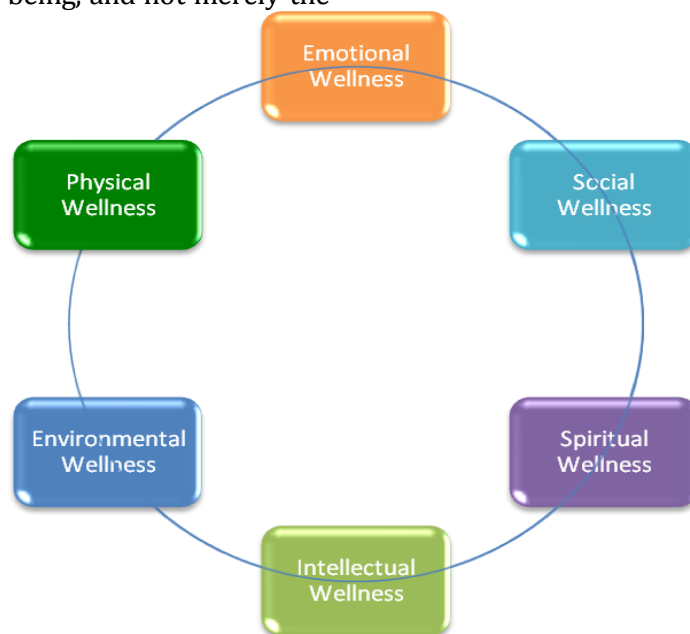 being, and not merely the
Emotional
Wellness
Physical
Wellness
Social
Wellness
Environmental
Wellness
Spiritual
Wellness
Intellectual
Wellness